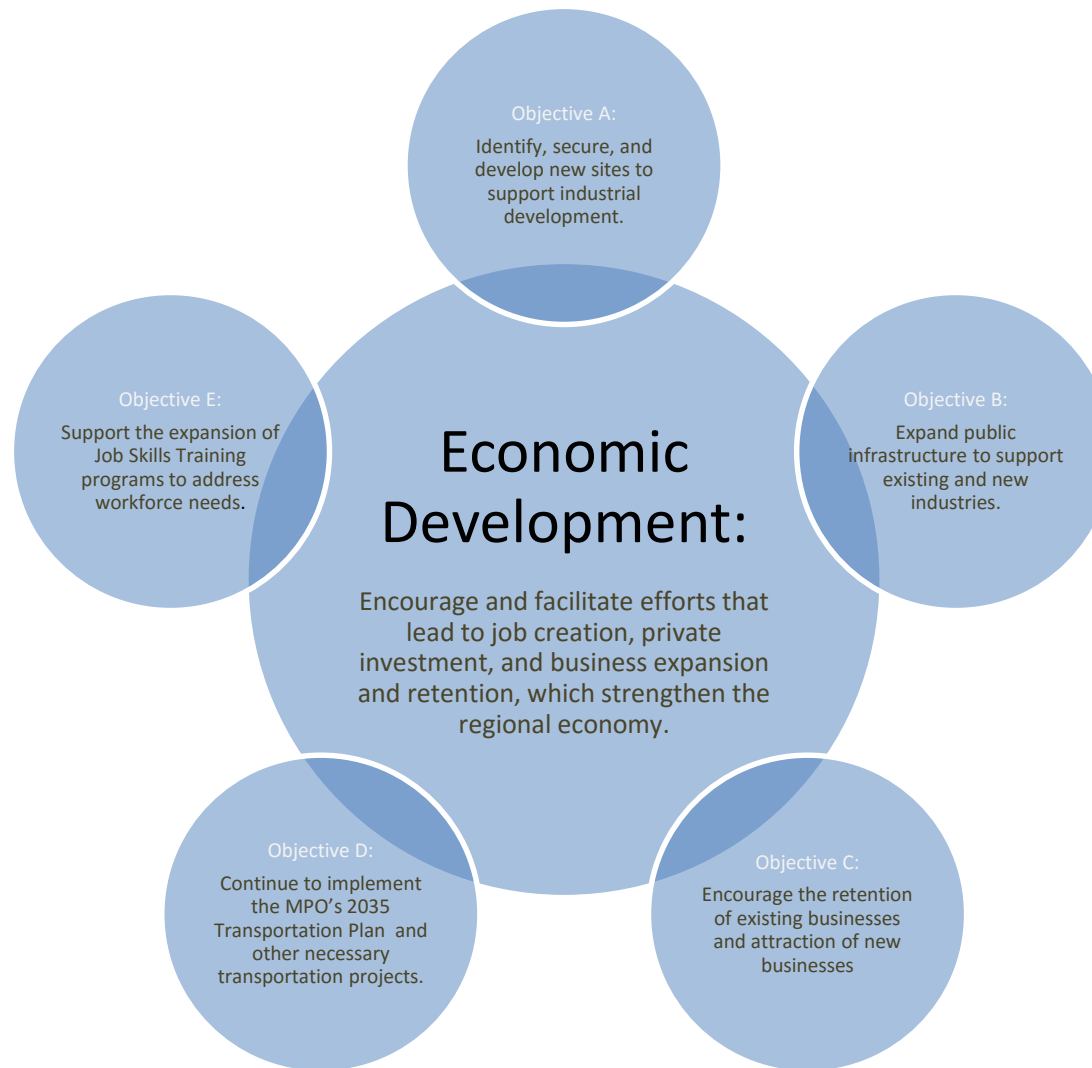 Objective A:
Identify, secure, and
develop new sites to
support industrial
development.
Objective E:
Support the expansion of
Job Skills Training
programs to address
workforce needs.
Economic
Development:
Encourage and facilitate efforts that
lead to job creation, private
investment, and business expansion
and retention, which strengthen the
regional economy.
Objective B:
Expand public
infrastructure to support
existing and new
industries.
Objective D:
Continue to implement
the MPO’s 2035
Transportation Plan  and
other necessary
transportation projects.
Objective C:
Encourage the retention
of existing businesses
and attraction of new
businesses